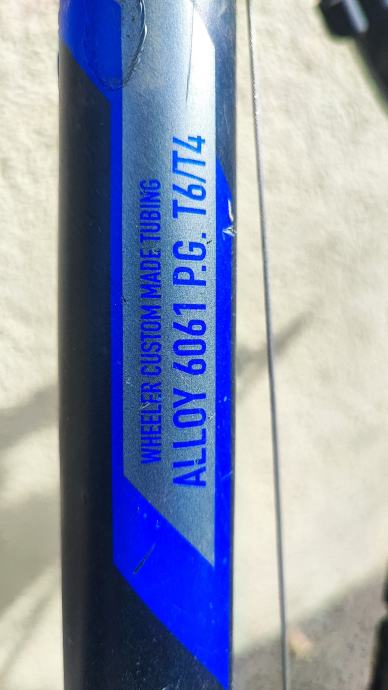 WHEELER CUSTOM MADE TUBING
ALLOY 6061 P.G. T6/T4